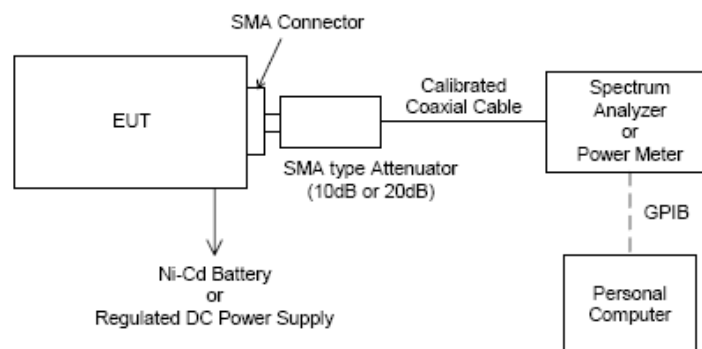 SMA Connector
EUT
Calibrated
Coaxial Cable
Spectrum
Analyzer
or
Power Meter
SMA type Attenuator
(10dB or 20dB)
GPIB
Ni-Cd Battery
or
Regulated DC Power Supply
Personal
Computer